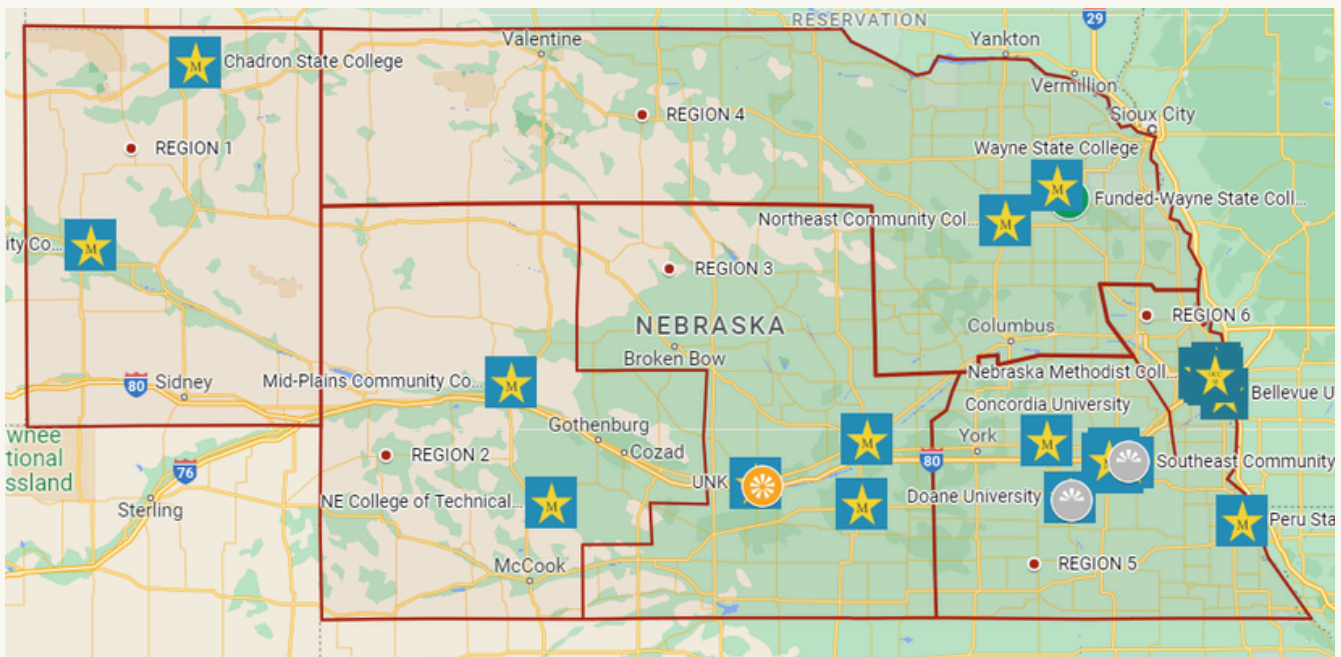 RESERVATION
29
Valentine
Yankton
Chadron State College
Vermillion
REGION 4
Sioux City
REGION 1
Wayne State College
Funded-Wayne State Coll...
Northeast Community Col...
ity Co...
REGION 3
REGION 6
NEBRASKA
Columbus
Broken Bow
Nebraska Methodist Coll...
80 Sidney
Mid-Plains Community Co...
Bellevue U
Concordia University
Gothenburg
wnee
tional
ssland
York
Cozad
REGION 2
80
Southeast Community
76
UNK
NE College of Technical...
Doane University
Sterling
Peru Sta
McCook
REGION 5
M
M
M
M
M
M
M
M
M
M
M